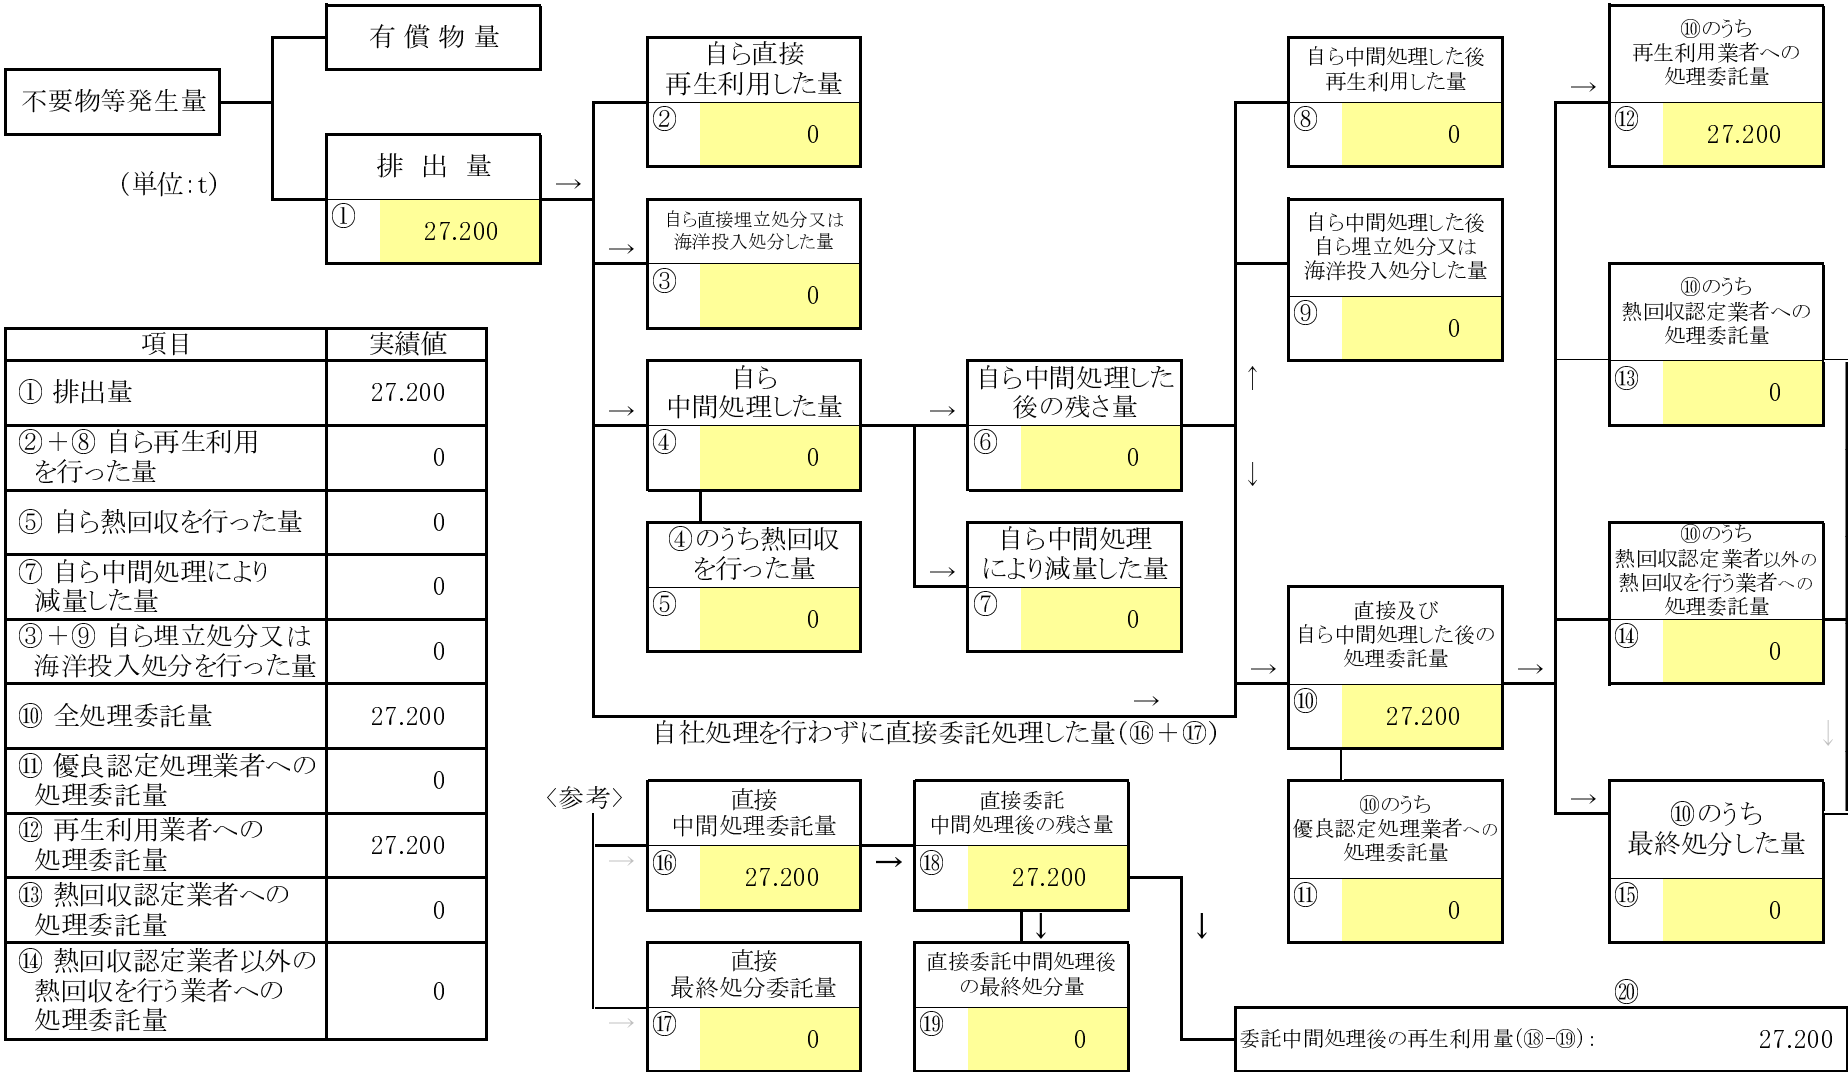 有 償 物 量
不要物等発生量
排 出 量
①
27.200
(単位:t)
→
自ら直接
再生利用した量
②
0
→
自ら直接埋立処分又は
海洋投入処分した量
③
0
→
自ら
中間処理した量
④
0
④のうち熱回収
を行った量
⑤
0
→
自ら中間処理した
後の残さ量
⑥
0
→
自ら中間処理
により減量した量
⑦
0
自ら中間処理した後
再生利用した量
⑧
0
自ら中間処理した後
自ら埋立処分又は
海洋投入処分した量
⑨
0
↑
↓
→
自社処理を行わずに直接委託処理した量(⑯+⑰)
→
直接及び
自ら中間処理した後の
処理委託量
⑩
27.200
⑩のうち
優良認定処理業者への
処理委託量
⑪
0
→
→
⑩のうち
再生利用業者への
処理委託量
⑫
27.200
⑩のうち
熱回収認定業者への
処理委託量
⑬
0
⑩のうち
熱回収認定業者以外の
熱回収を行う業者への
処理委託量
⑭
0
↓
→
⑩のうち
最終処分した量
⑮
0
項目 実績値
① 排出量 27.200
②+⑧ 自ら再生利用
を行った量 0
⑤ 自ら熱回収を行った量 0
⑦ 自ら中間処理により
減量した量 0
③+⑨ 自ら埋立処分又は
海洋投入処分を行った量 0
⑩ 全処理委託量 27.200
⑪ 優良認定処理業者への
処理委託量 0
⑫ 再生利用業者への
処理委託量 27.200
⑬ 熱回収認定業者への
処理委託量 0
⑭ 熱回収認定業者以外の
熱回収を行う業者への
処理委託量 0
〈参考〉
→
直接
中間処理委託量
⑯
27.200
→
直接委託
中間処理後の残さ量
⑱
27.200
↓
↓
→
直接
最終処分委託量
⑰
0
直接委託中間処理後
の最終処分量
⑲
0
⑳
委託中間処理後の再生利用量(⑱-⑲): 27.200